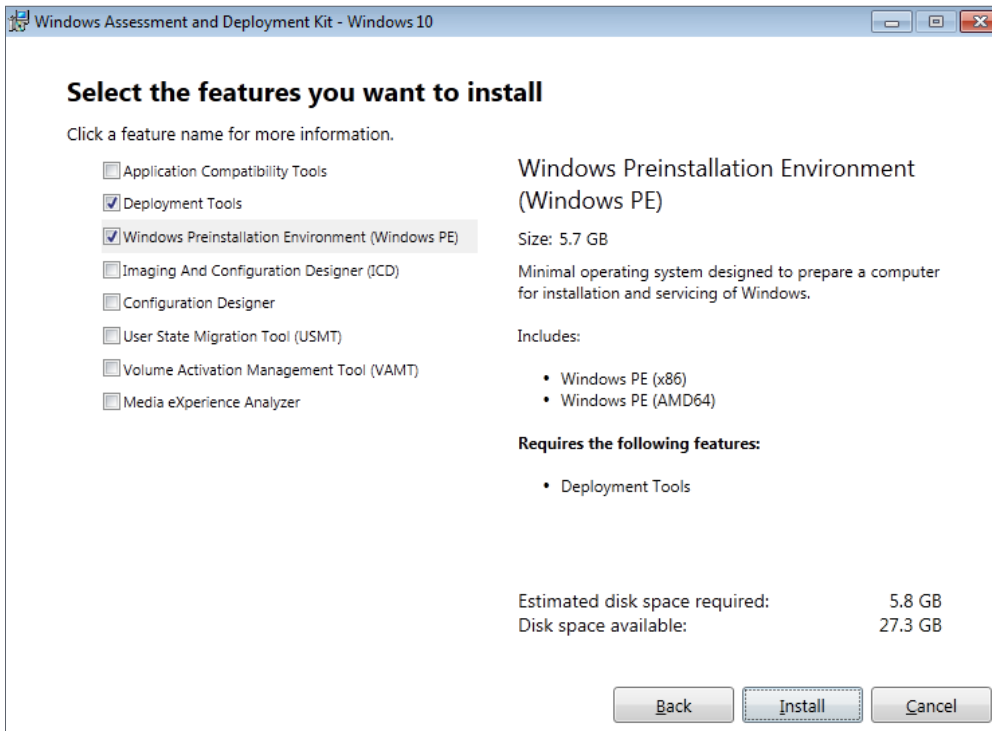 Windows Assessment and Deployment Kit - Windows 10
Select the features you want to install
Click a feature name for more information.
Application Compatibility Tools
Deployment Tools
Windows Preinstallation Environment (Windows PE)
Imaging And Configuration Designer (ICD)
Configuration Designer
User State Migration Tool (USMT)
Volume Activation Management Tool (VAMT)
Media eXperience Analyzer
Windows Preinstallation Environment
(Windows PE)
Size: 5.7 GB
Minimal operating system designed to prepare a computer
for installation and servicing of Windows.
Includes:
• Windows PE (x86)
• Windows PE (AMD64)
Requires the following features:
• Deployment Tools
Estimated disk space required: 5.8 GB
Disk space available: 27.3 GB
Back Install Cancel